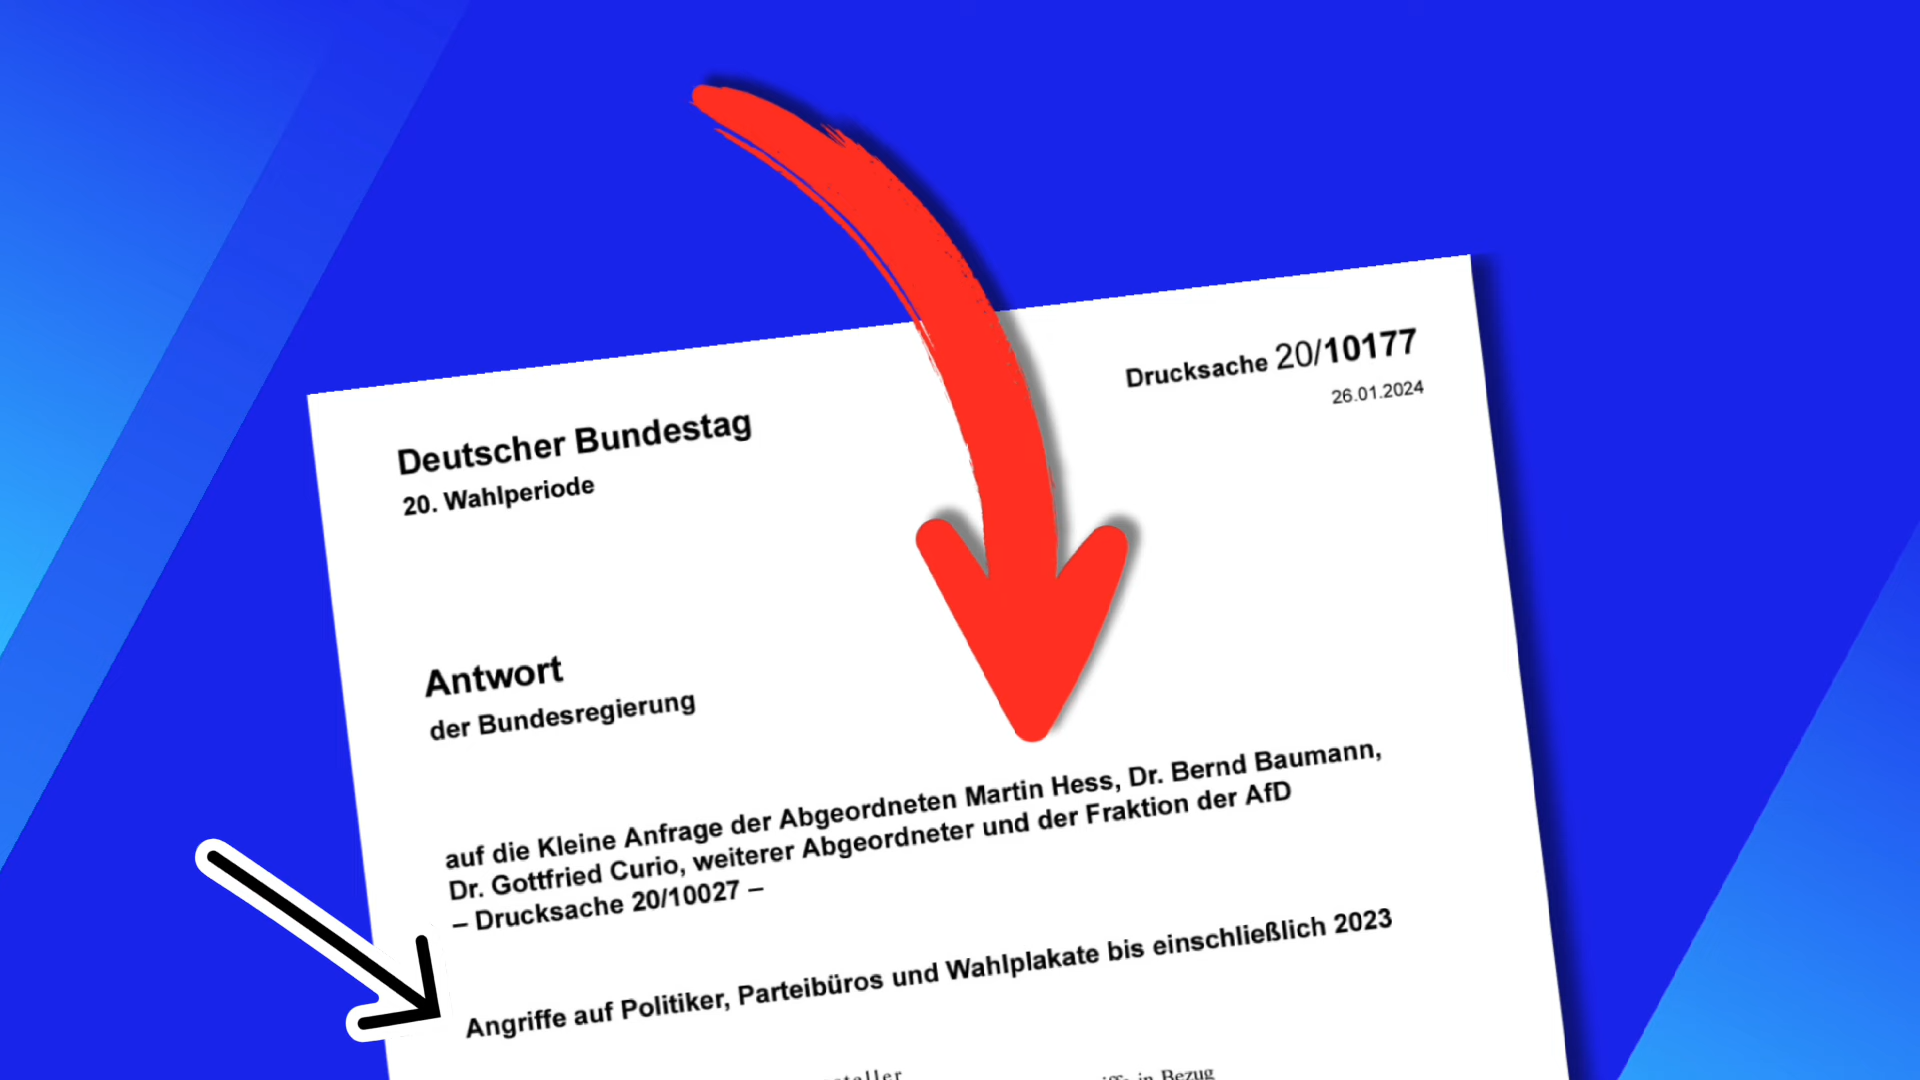 Drucksache 20/10177
26.01.2024
Deutscher Bundestag
20. Wahlperiode
Antwort
der Bundesregierung
auf die Kleine Anfrage der Abgeordneten Martin Hess, Dr. Bernd Baumann,
Dr. Gottfried Curio, weiterer Abgeordneter und der Fraktion der AfD
– Drucksache 20/10027 –
Angriffe auf Politiker, Parteibüros und Wahlplakate bis einschließlich 2023
in Bezug